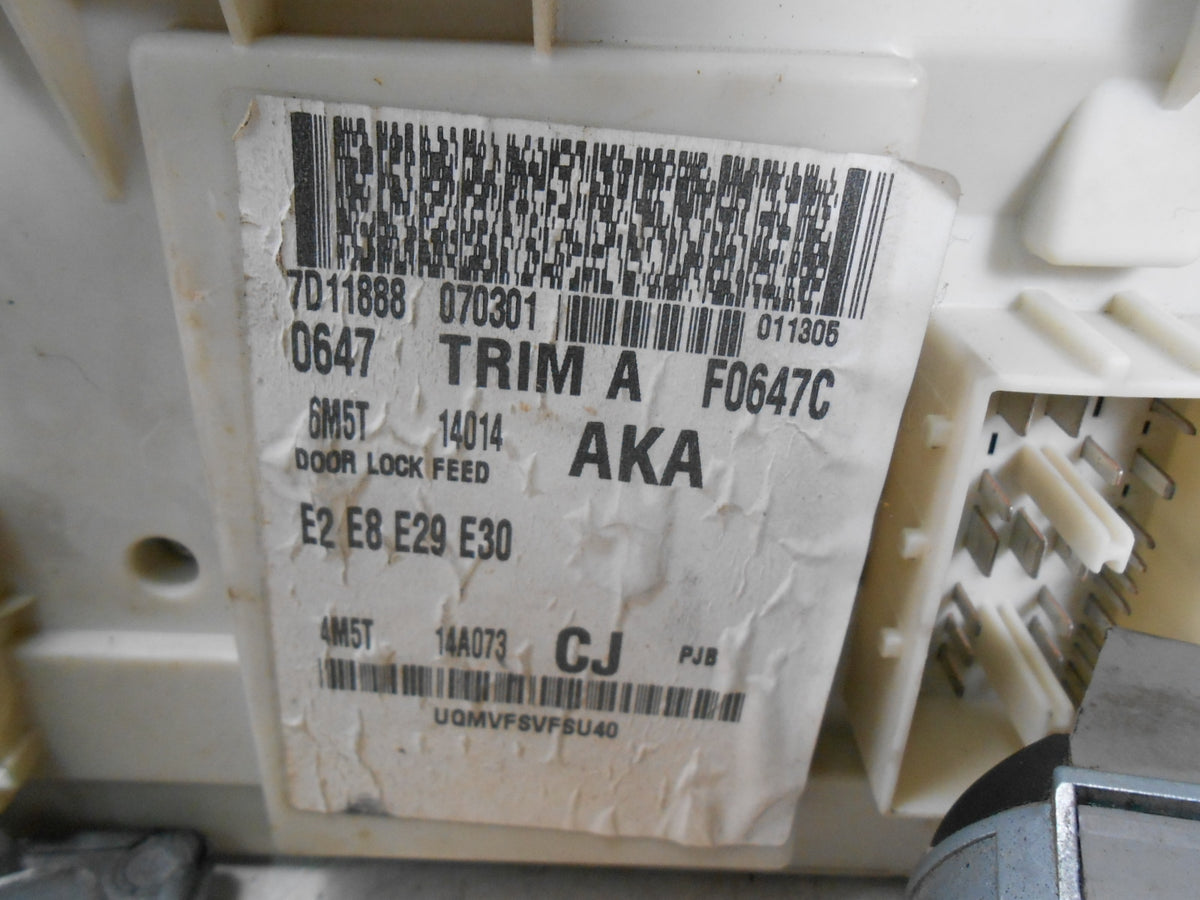 7D11888 070301 011305
0647 TRIM A F0647C
6M5T 14014 AKA
DOOR LOCK FEED
E2 E8 E29 E30
4M5T 14A073 CJ PJB
UQMVFSVFSU40